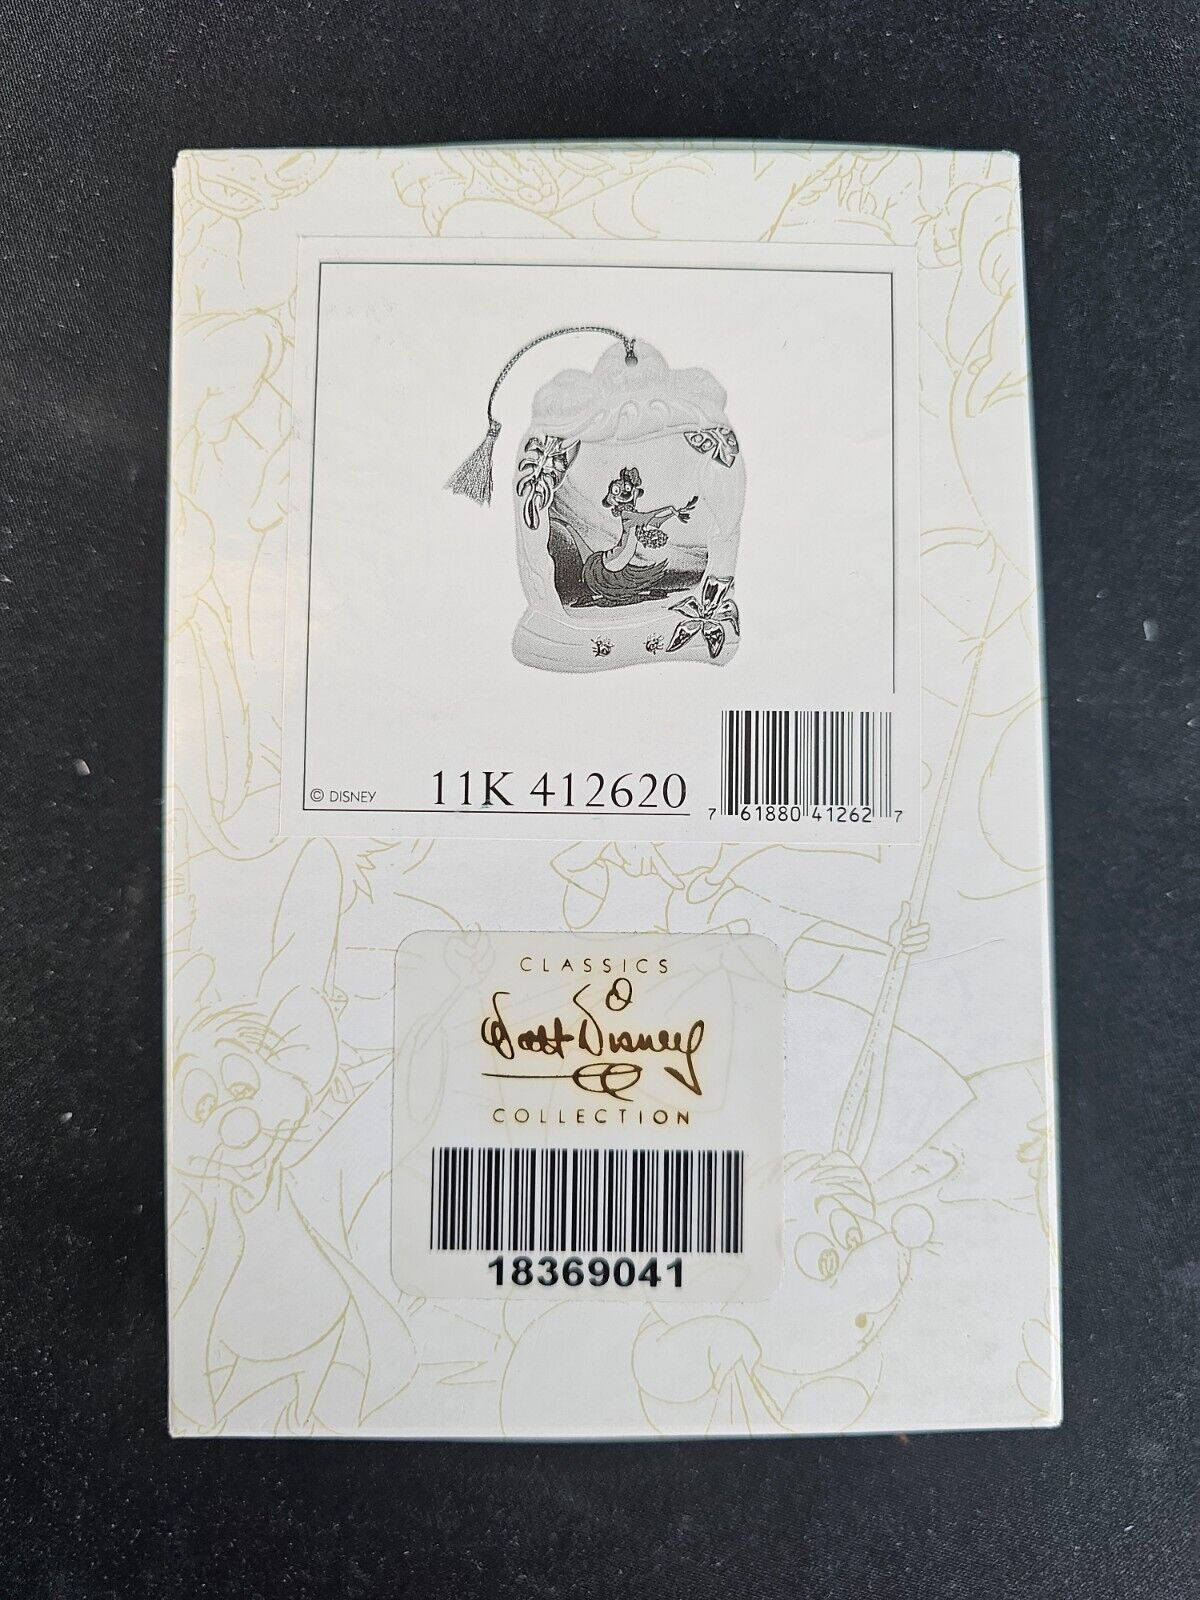 © DISNEY
11K 412620
7 61880 41262 7
CLASSICS
Walt Disney
COLLECTION
18369041